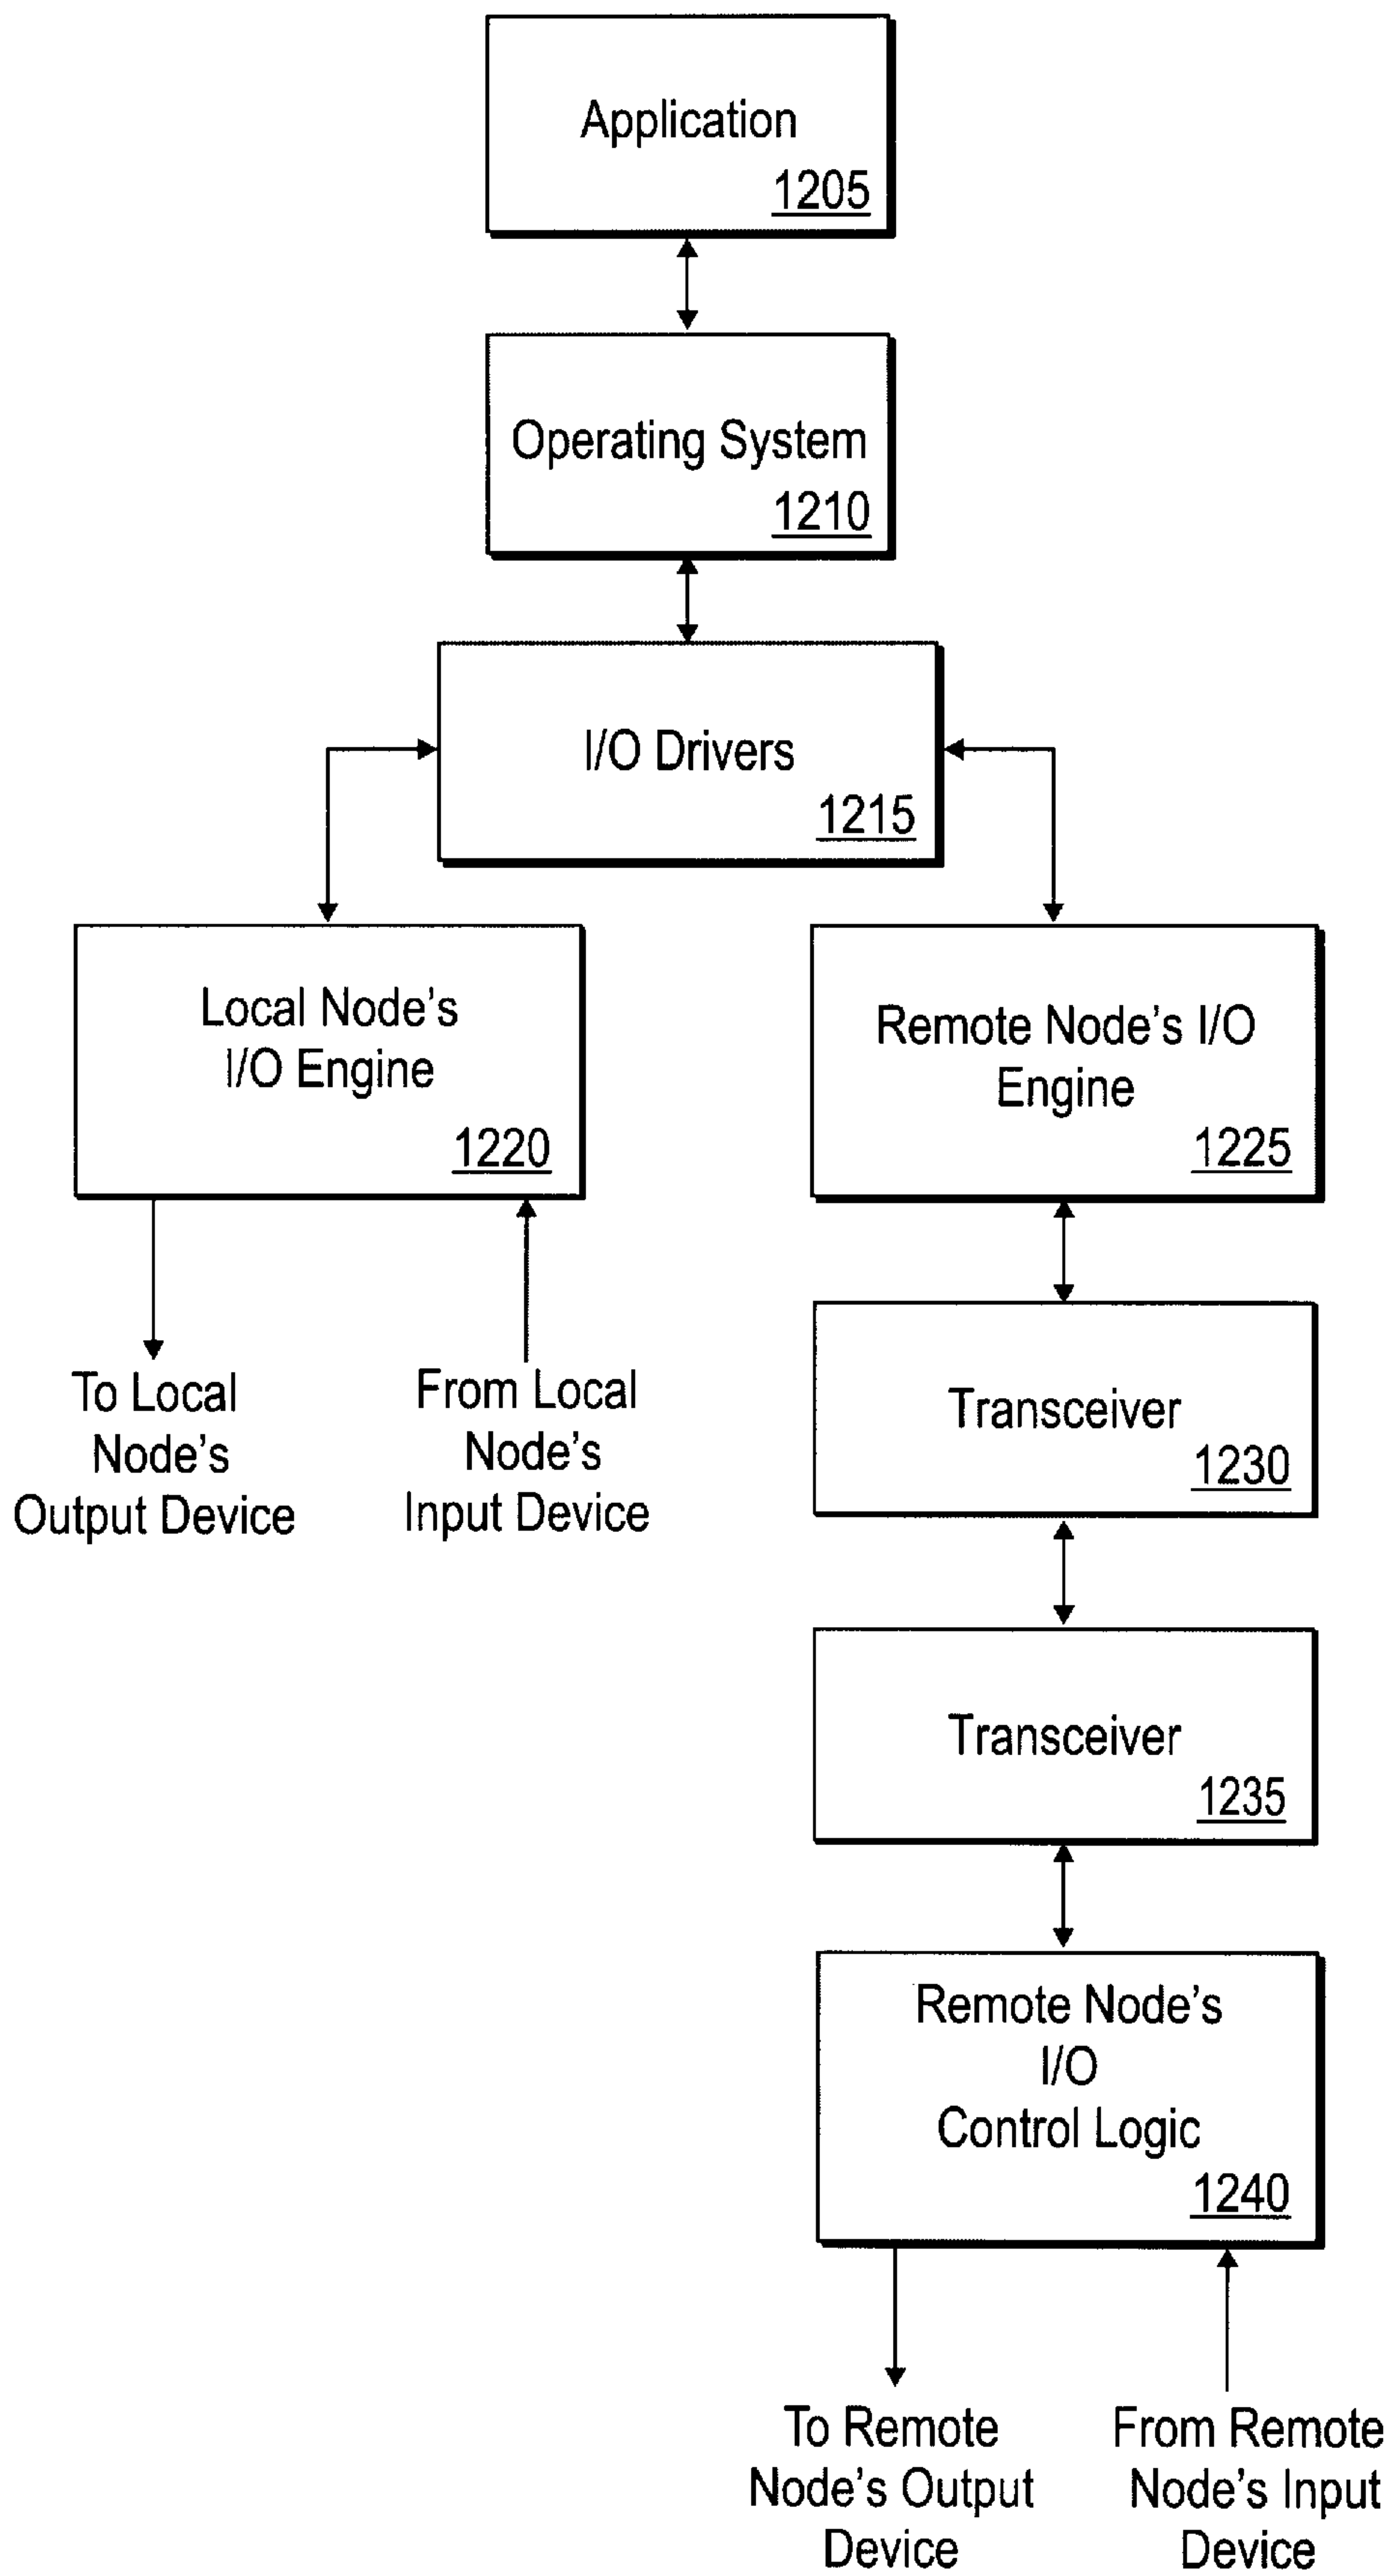 Application
1205
Operating System
1210
I/O Drivers
1215
Local Node's
I/O Engine
1220
Remote Node's I/O
Engine
1225
To Local
Node's
Output Device
From Local
Node's
Input Device
Transceiver
1230
Transceiver
1235
Remote Node's
I/O
Control Logic
1240
To Remote
Node's Output
Device
From Remote
Node's Input
Device